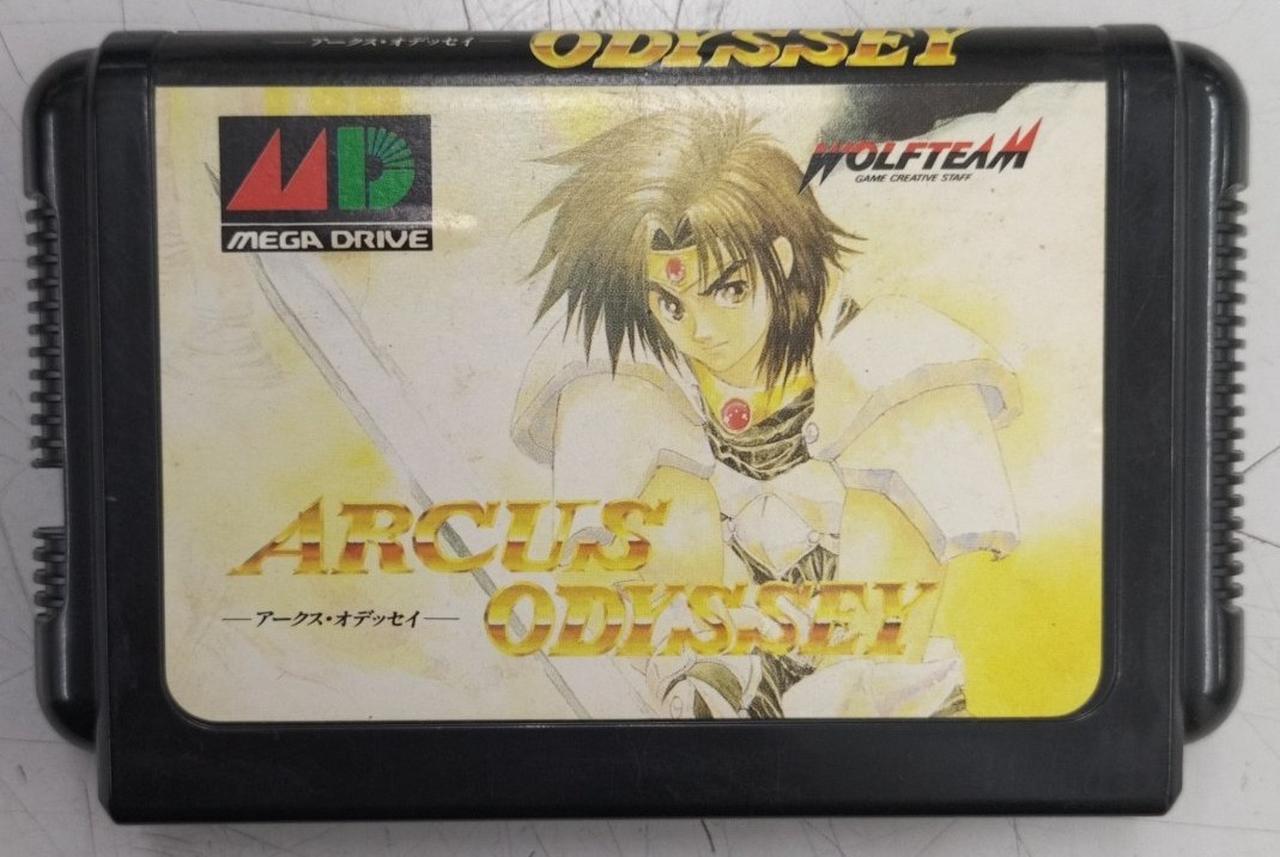 アークス・オデッセイ ODYSSEY
MD
MEGA DRIVE
WOLFTEAM
GAME CREATIVE STAFF
ARCUS
アークス・オデッセイ ODYSSEY